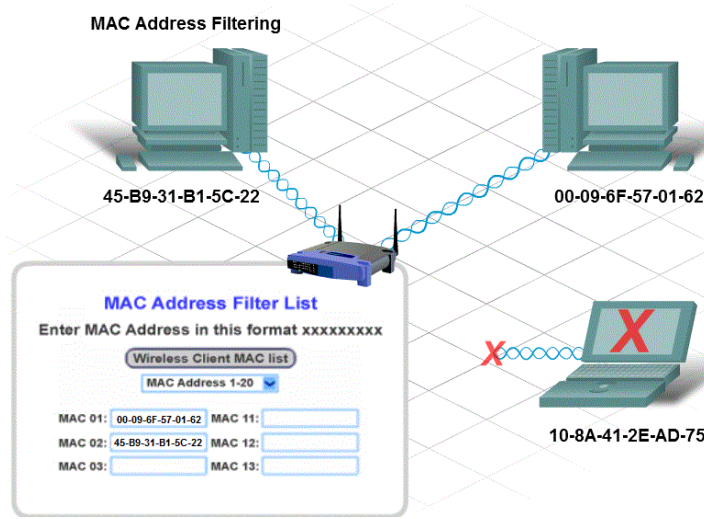 MAC Address Filtering
45-B9-31-B1-5C-22
00-09-6F-57-01-62
MAC Address Filter List
Enter MAC Address in this format xxxxxxxxx
Wireless Client MAC list
MAC Address 1-20
MAC 01: 00-09-6F-57-01-62 MAC 11:
MAC 02: 45-B9-31-B1-5C-22 MAC 12:
MAC 03: MAC 13:
X
X
10-8A-41-2E-AD-75